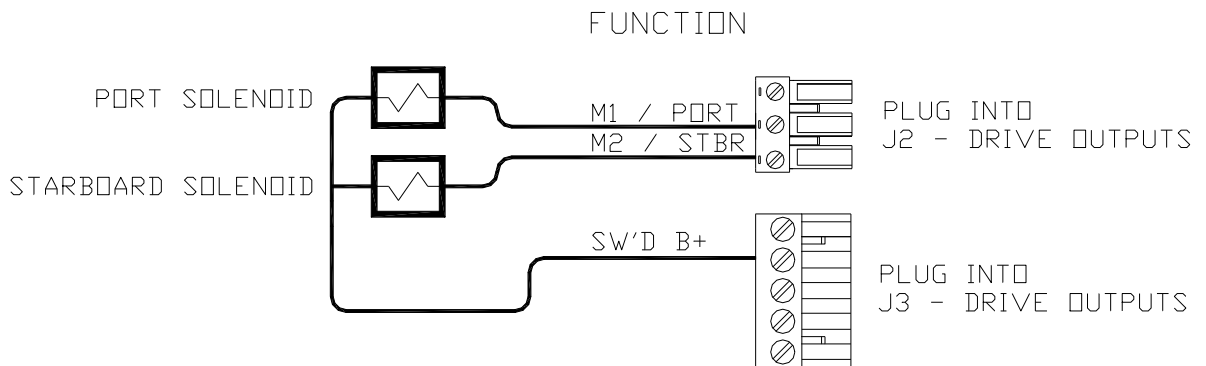 FUNCTION
PORT SOLENOID
M1 / PORT
M2 / STBR
PLUG INTO
J2 - DRIVE OUTPUTS
STARBOARD SOLENOID
SW'D B+
PLUG INTO
J3 - DRIVE OUTPUTS